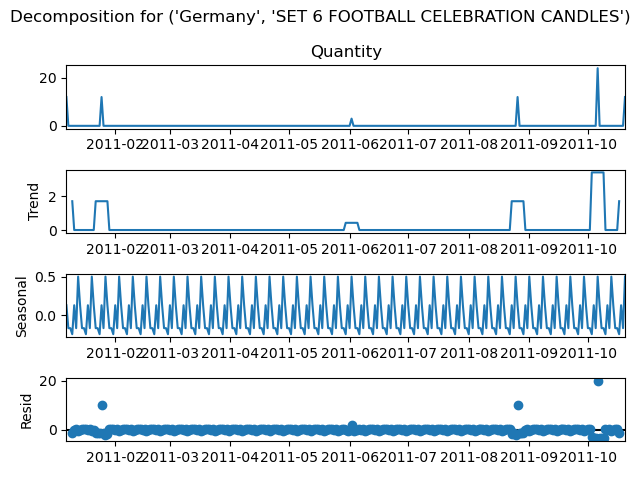 Decomposition for ('Germany', 'SET 6 FOOTBALL CELEBRATION CANDLES')
Quantity
20
0
2011-02 2011-03 2011-04 2011-05 2011-06 2011-07 2011-08 2011-09 2011-10
Trend
2
0
2011-02 2011-03 2011-04 2011-05 2011-06 2011-07 2011-08 2011-09 2011-10
Seasonal
0.5
0.0
2011-02 2011-03 2011-04 2011-05 2011-06 2011-07 2011-08 2011-09 2011-10
Resid
20
0
2011-02 2011-03 2011-04 2011-05 2011-06 2011-07 2011-08 2011-09 2011-10